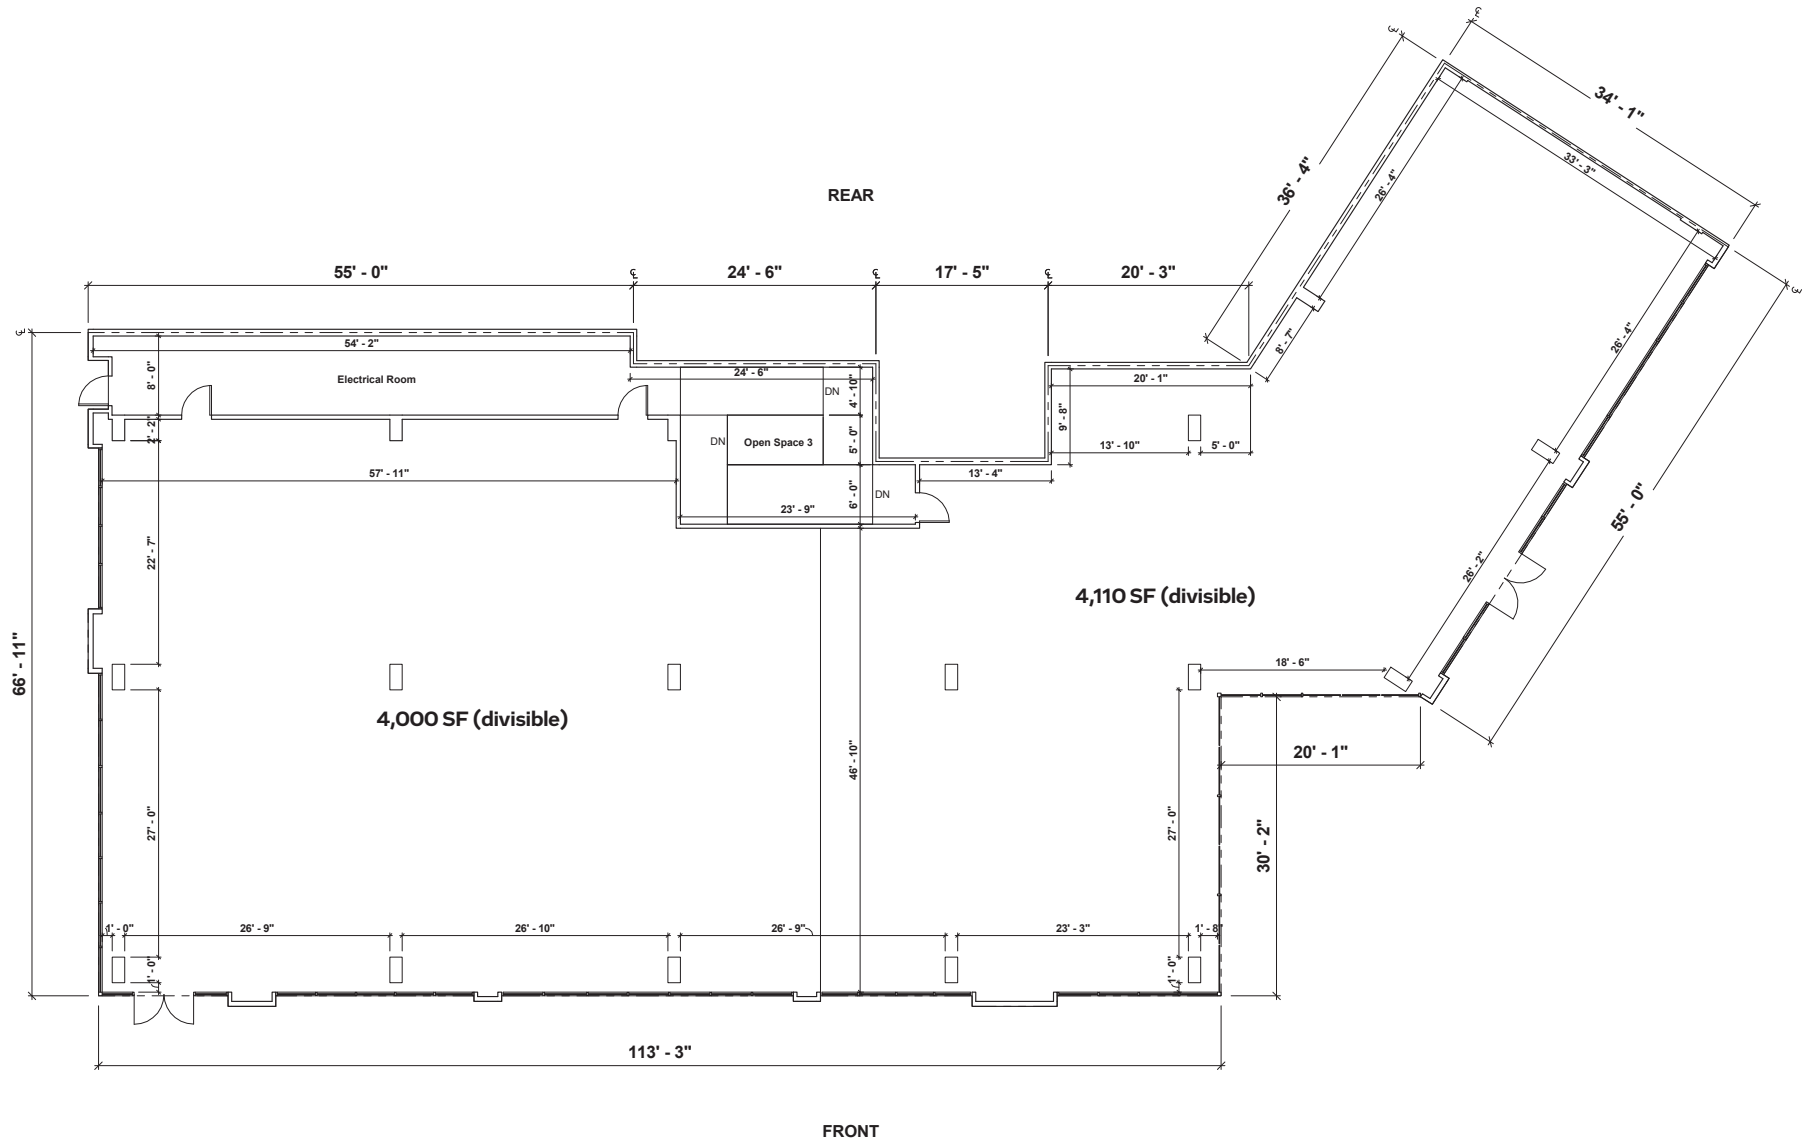 34' - 1"
33' - 3"
36' - 4"
26' - 4"
REAR
55' - 0"
24' - 6"
17' - 5"
20' - 3"
54' - 2"
8' - 7"
26' - 4"
Electrical Room
8' - 0"
24' - 6"
20' - 1"
DN
4' - 10"
2' - 2"
9' - 8"
DN
Open Space 3
5' - 0"
13' - 10"
5' - 0"
57' - 11"
13' - 4"
DN
6' - 0"
23' - 9"
55' - 0"
22' - 7"
26' - 2"
4,110 SF (divisible)
66' - 11"
18' - 6"
4,000 SF (divisible)
20' - 1"
46' - 10"
27' - 0"
27' - 0"
30' - 2"
1' - 0"
26' - 9"
26' - 10"
26' - 9"
23' - 3"
1' - 8"
1' - 0"
1' - 0"
113' - 3"
FRONT